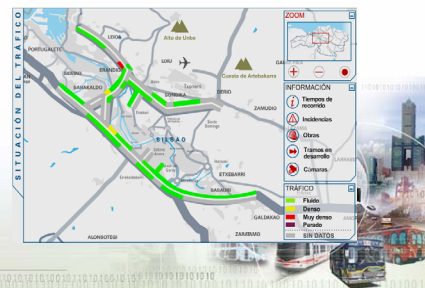 SITUACIÓN DEL TRÁFICO
ZOOM
LEIOA
Alto de Unbe
PORTUGALETE
LOIU
SESTAO
ERANDIO
Cuesta de Artebakarra
BARAKALDO
SONDIKA
DERIO
ZAMUDIO
BILBAO
ETXEBARRI
BASAURI
GALDAKAO
ALONSOTEGI
ZARATAMO
INFORMACIÓN
Tiempos de
recorrido
Incidencias
Obras
Tramos en
desarrollo
Cámaras
TRÁFICO
Fluido
Denso
Muy denso
Parado
SIN DATOS